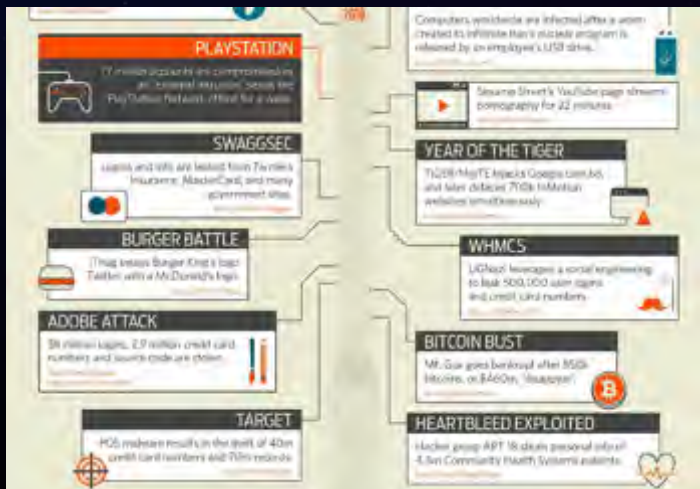 Computers worldwide are infected after a worm
created to infiltrate Iran's nuclear program is
released by an employee's USB drive.
PLAYSTATION
77 million accounts are compromised as
an "external intrusion" sends the
PlayStation Network offline for a week.
Sesame Street's YouTube page streams
pornography for 22 minutes.
SWAGGSEC
Logins and info are leaked from Farmers
Insurance, MasterCard, and many
government sites.
YEAR OF THE TIGER
TiGER-M@TE hijacks Google.com.bd,
and later defaces 700k InMotion
websites simultaneously.
BURGER BATTLE
iThug swaps Burger King's logo
Twitter with a McDonald's logo.
WHMCS
UGNazi leverages a social engineering
to leak 500,000 user logins
and credit card numbers.
ADOBE ATTACK
38 million logins, 2.9 million credit card
numbers and source code are stolen.
BITCOIN BUST
Mt. Gox goes bankrupt after 850k
bitcoins, or $460m, "disappear".
TARGET
POS malware results in the theft of 40m
credit card numbers and 70m records.
HEARTBLEED EXPLOITED
Hacker group APT 18 steals personal info of
4.5m Community Health Systems patients.